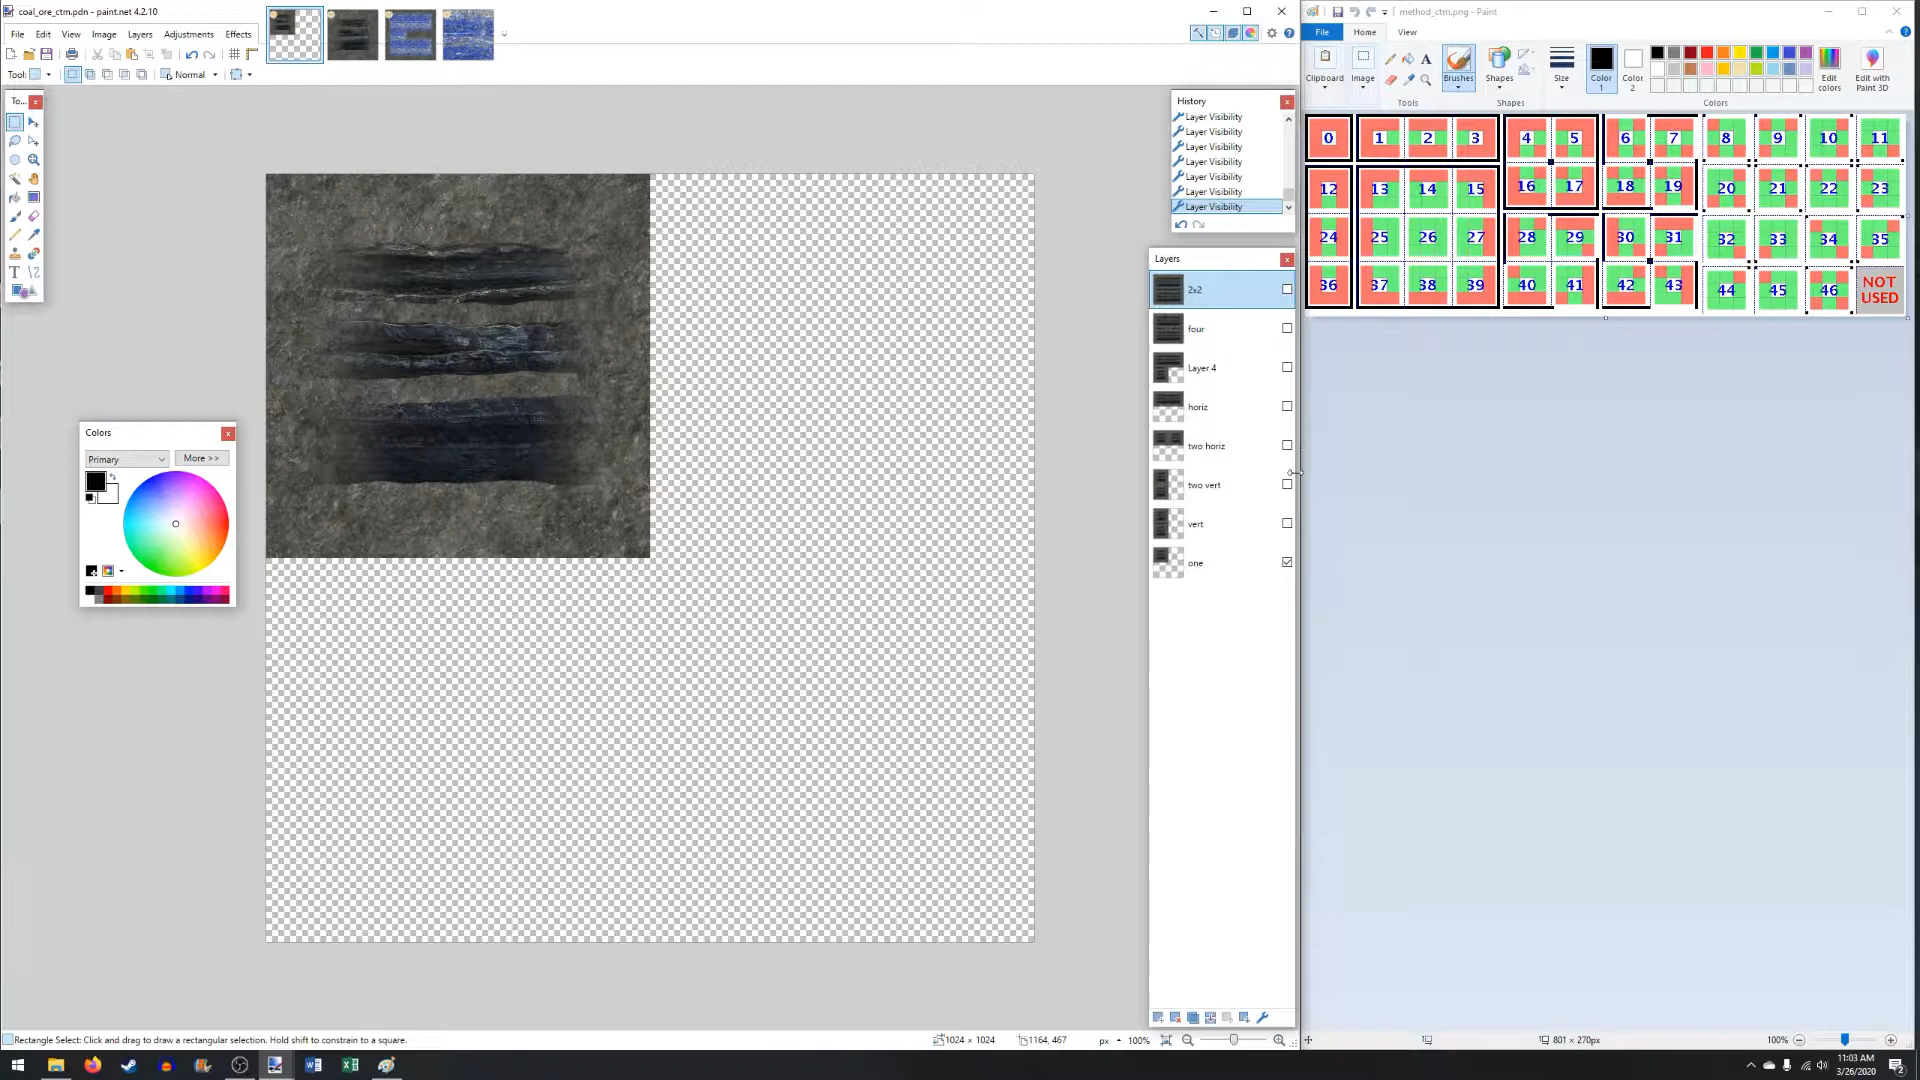 coal_ore_ctm.pdn - paint.net 4.2.10
File Edit View Image Layers Adjustments Effects
Tool:
Normal
To...
History
Layer Visibility
Layer Visibility
Layer Visibility
Layer Visibility
Layer Visibility
Layer Visibility
Layer Visibility
Layers
2x2
four
Layer 4
horiz
two horiz
two vert
vert
one
Colors
Primary
More >>
Rectangle Select: Click and drag to draw a rectangular selection. Hold shift to constrain to a square.
1024 × 1024
1164, 467
px
100%
method_ctm.png - Paint
File Home View
Clipboard
Image
Tools
Brushes
Shapes
Shapes
Size
Color
1
Color
2
Colors
Edit
colors
Edit with
Paint 3D
0 1 2 3 4 5 6 7 8 9 10 11
12 13 14 15 16 17 18 19 20 21 22 23
24 25 26 27 28 29 30 31 32 33 34 35
36 37 38 39 40 41 42 43 44 45 46 NOT USED
801 × 270px
100%
11:03 AM
3/26/2020
2